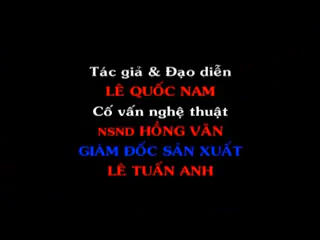 Tác giả & Đạo diễn
LÊ QUỐC NAM
Cố vấn nghệ thuật
NSND HỒNG VÂN
GIÁM ĐỐC SẢN XUẤT
LÊ TUẤN ANH